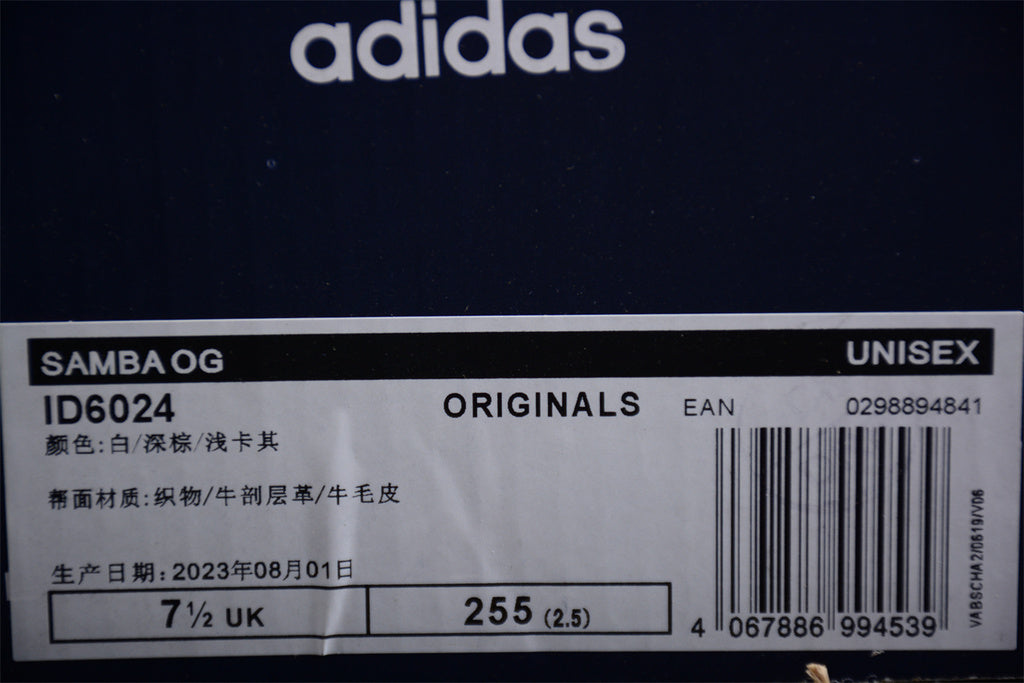 adidas
SAMBA OG UNISEX
ID6024 ORIGINALS EAN 0298894841
颜色:白/深棕/浅卡其
帮面材质:织物/牛剖层革/牛毛皮
生产日期:2023年08月01日
7½ UK 255 (2.5)
4 067886 994539
VABSCHA2/0619/V06